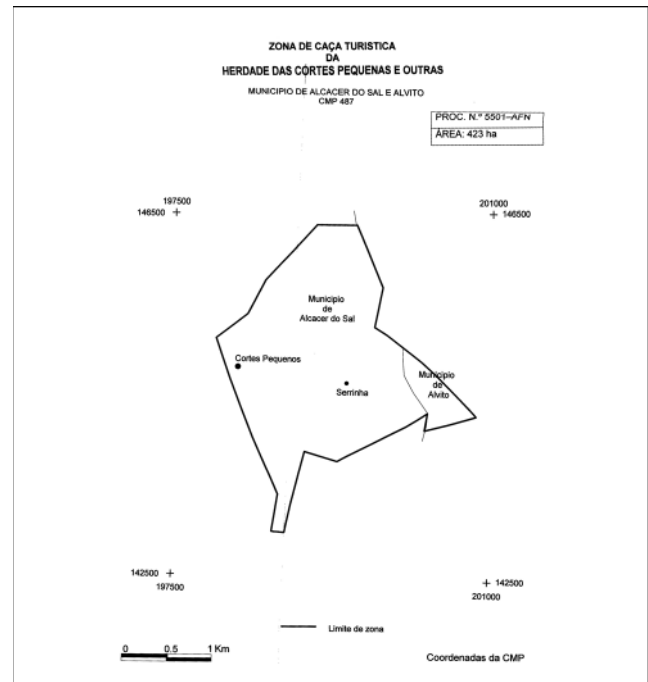 ZONA DE CAÇA TURISTICA
DA
HERDADE DAS CORTES PEQUENAS E OUTRAS
MUNICIPIO DE ALCACER DO SAL E ALVITO
CMP 487
PROC. N.º 5501-AFN
ÁREA: 423 ha
197500
146500
201000
146500
Municipio
de
Alcacer do Sal
Cortes Pequenos
Serrinha
Municipio
de
Alvito
142500
197500
142500
201000
Limite de zona
0 0.5 1 Km
Coordenadas da CMP